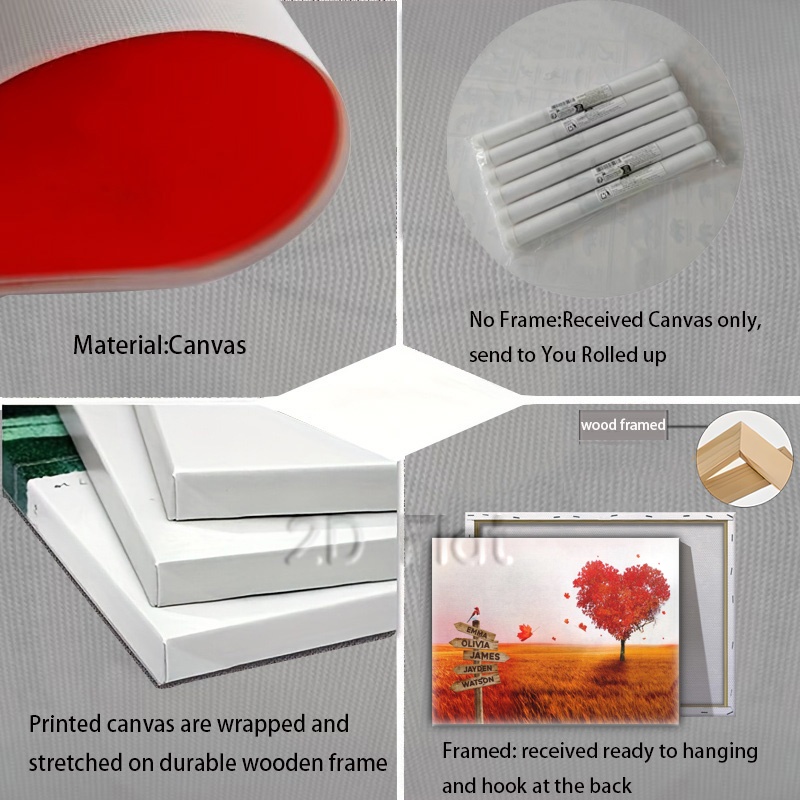 Material:Canvas
No Frame:Received Canvas only,
send to You Rolled up
wood framed
2D Flat
EMMA
OLIVIA
JAMES
JAYDEN
WATSON
Printed canvas are wrapped and
stretched on durable wooden frame
Framed: received ready to hanging
and hook at the back